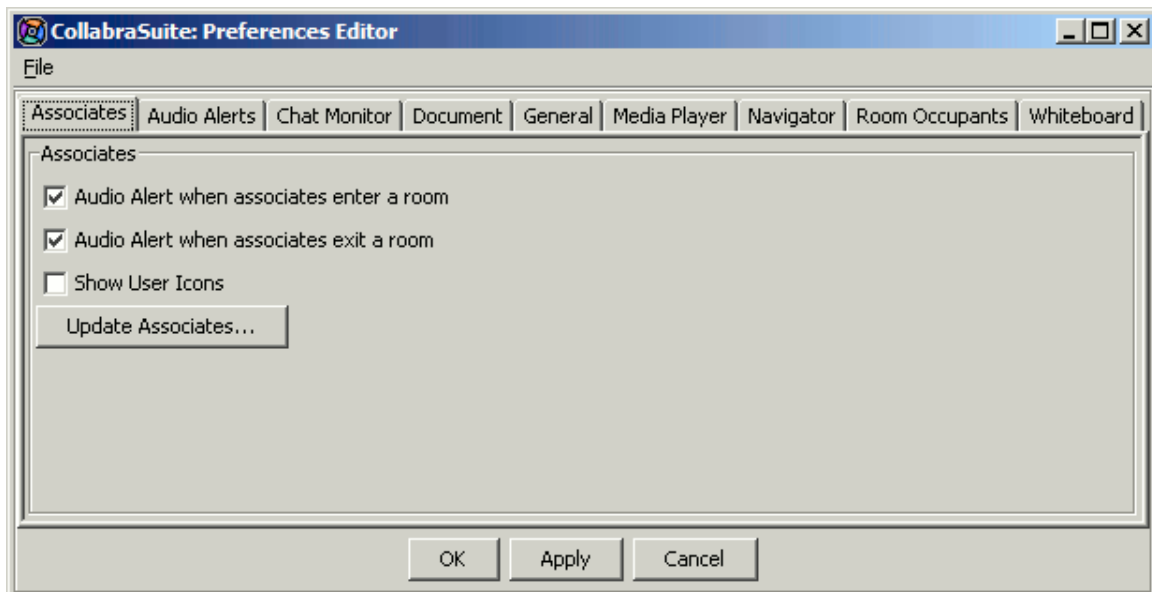 CollabraSuite: Preferences Editor
File
Associates Audio Alerts Chat Monitor Document General Media Player Navigator Room Occupants Whiteboard
Associates
Audio Alert when associates enter a room
Audio Alert when associates exit a room
Show User Icons
Update Associates...
OK Apply Cancel